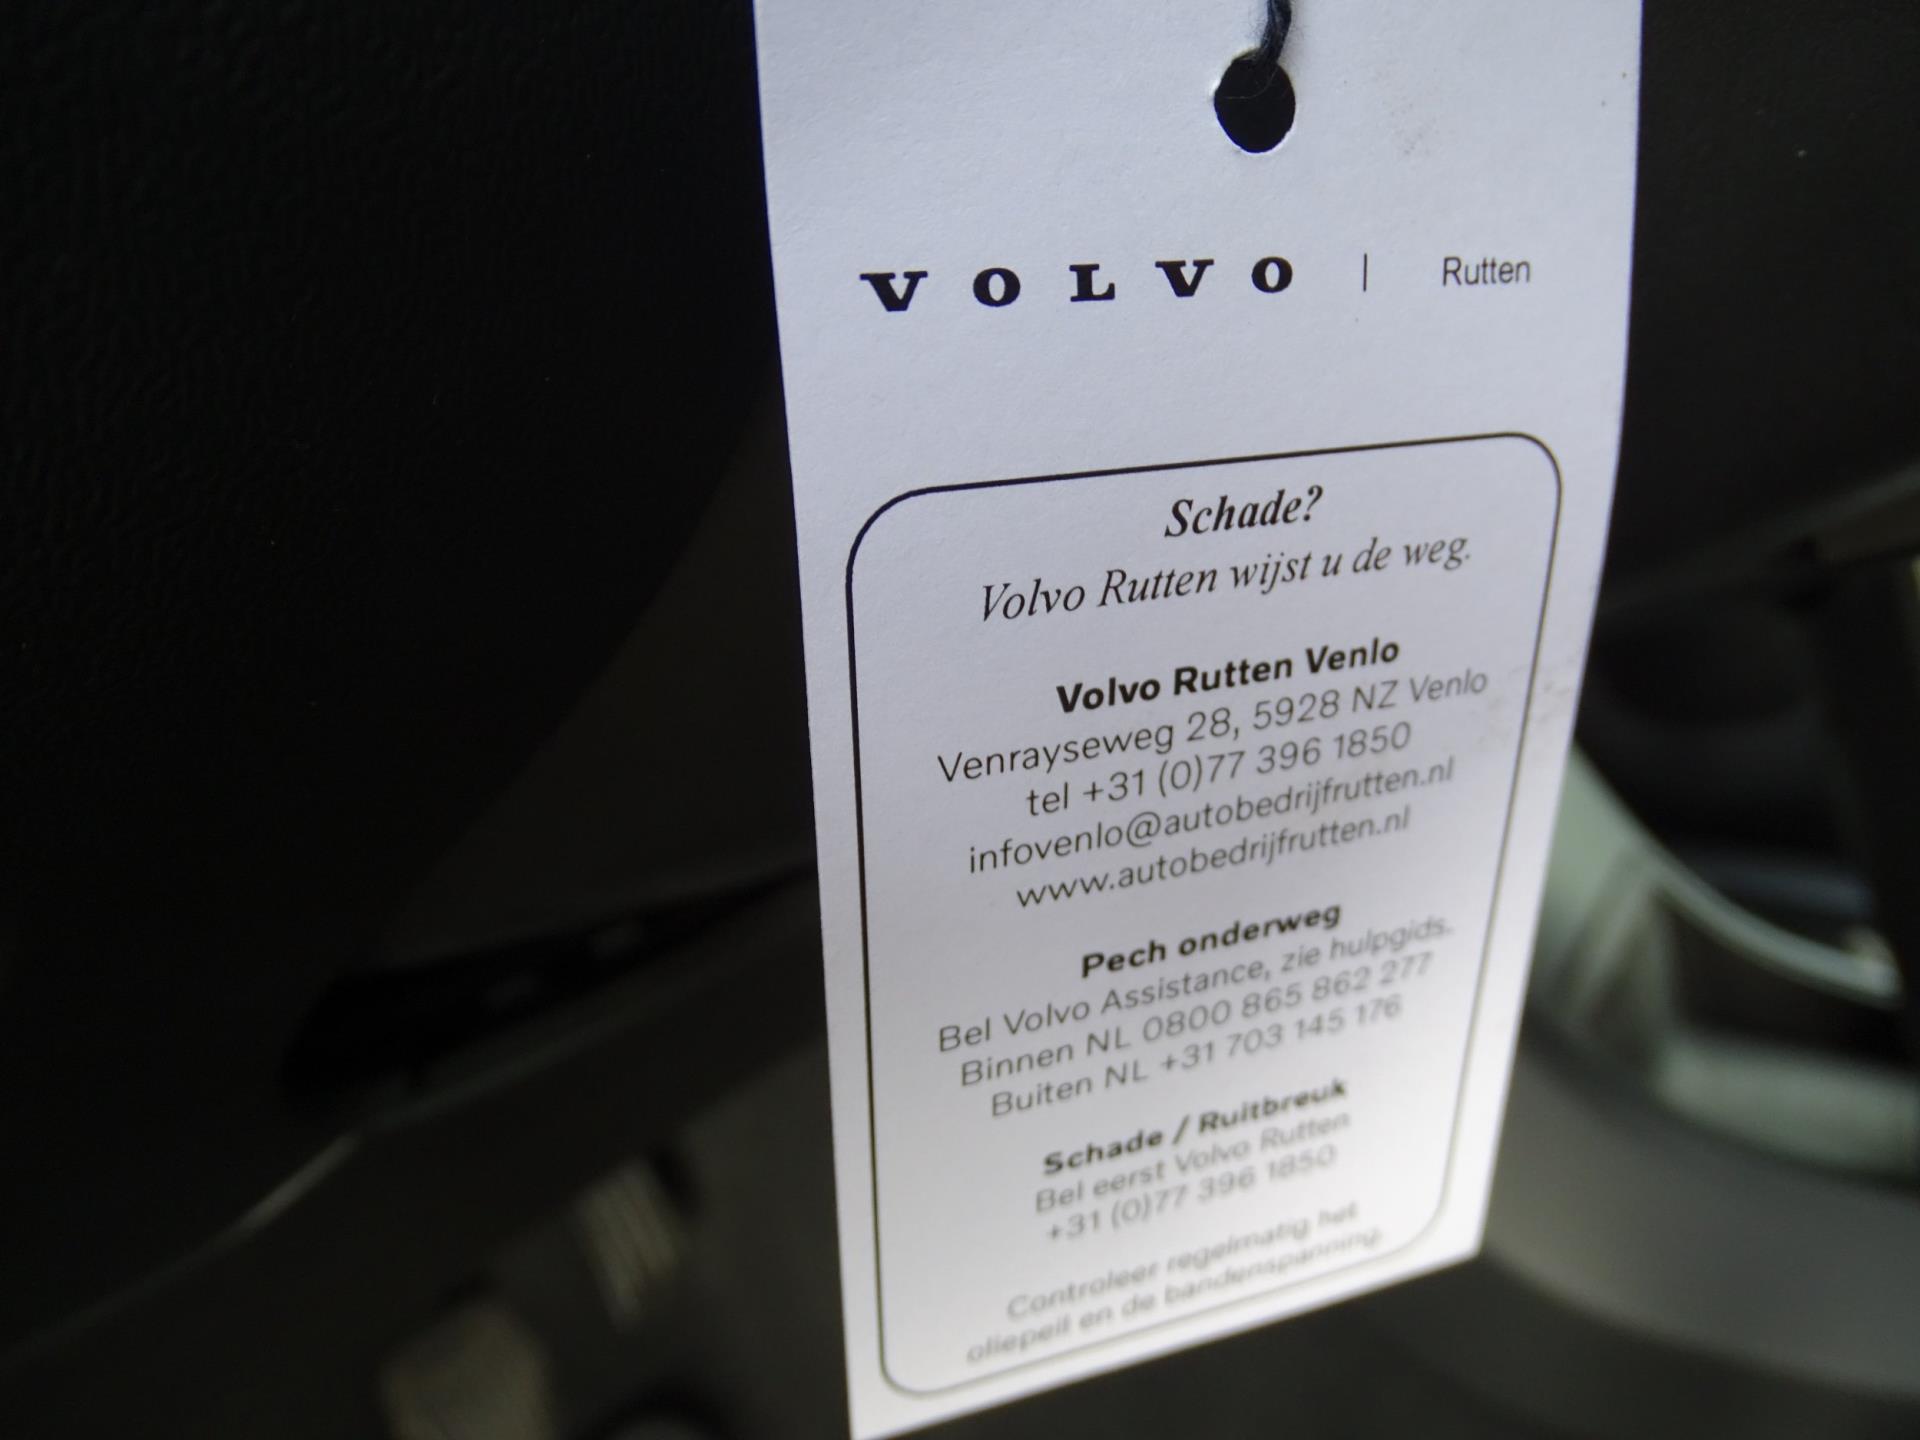 VOLVO | Rutten
Schade?
Volvo Rutten wijst u de weg.
Volvo Rutten Venlo
Venrayseweg 28, 5928 NZ Venlo
tel +31 (0)77 396 1850
infovenlo@autobedrijfrutten.nl
www.autobedrijfrutten.nl
Pech onderweg
Bel Volvo Assistance, zie hulpgids.
Binnen NL 0800 865 862 277
Buiten NL +31 703 145 176
Schade / Ruitbreuk
Bel eerst Volvo Rutten
+31 (0)77 396 1850
Controleer regelmatig het
oliepeil en de bandenspanning.